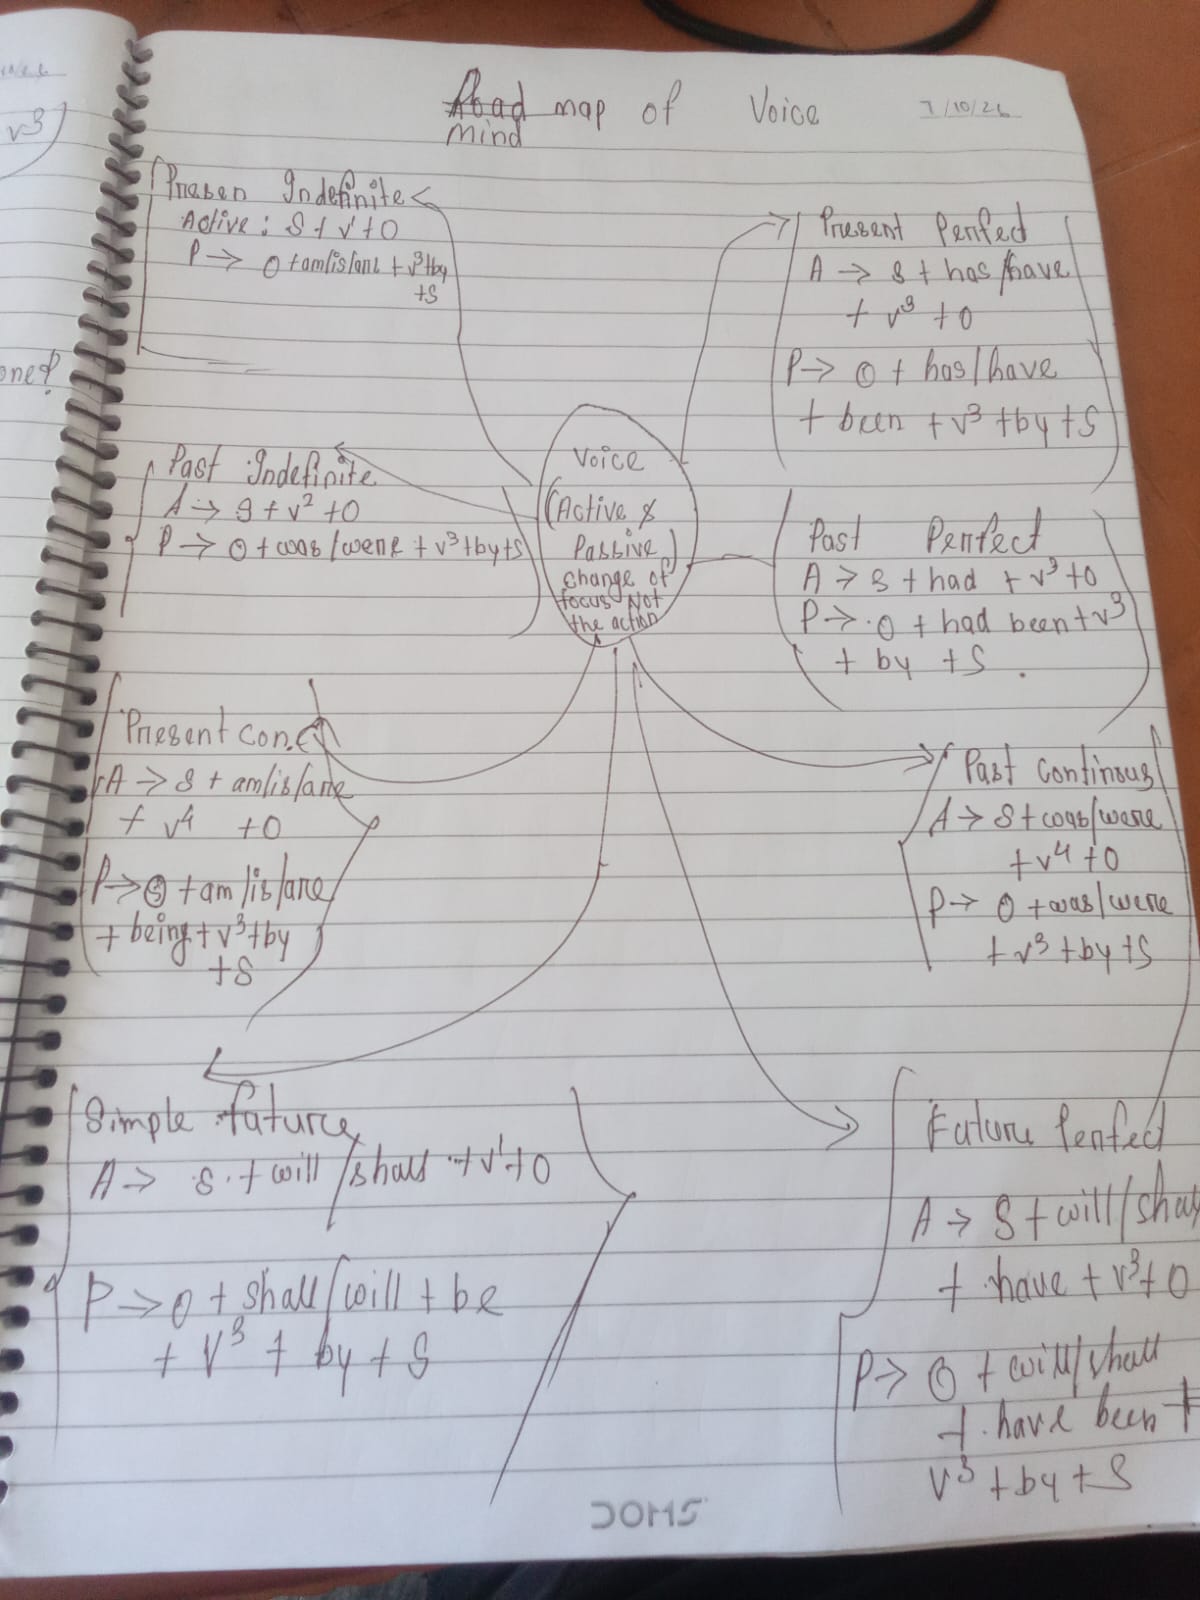 Road map of Voice
mind
7/10/26
v3
one?
Presen Indefinite
Active: S + v¹ + O
P → O + am/is/are + v³ + by
+ S
Present Perfect
A → S + has/have
+ v³ + O
P → O + has/have
+ been + v³ + by + S
Past Indefinite
A → S + v² + O
P → O + was/were + v³ + by + S
Voice
(Active &
Passive)
change of
focus Not
the action
Past Perfect
A → S + had + v³ + O
P → O + had been + v³
+ by + S.
Present con.
A → S + am/is/are
+ v4 + O
P → O + am/is/are
+ being + v³ + by
+ S
Past Continous
A → S + was/were
+ v4 + O
P → O + was/were
+ v³ + by + S
Simple future
A → S + will/shall + v¹ + O
P → O + shall/will + be
+ V³ + by + S
Future Perfect
A → S + will/sha
+ have + v³ + O
P → O + will/shall
+ have been +
v³ + by + S
DOMS